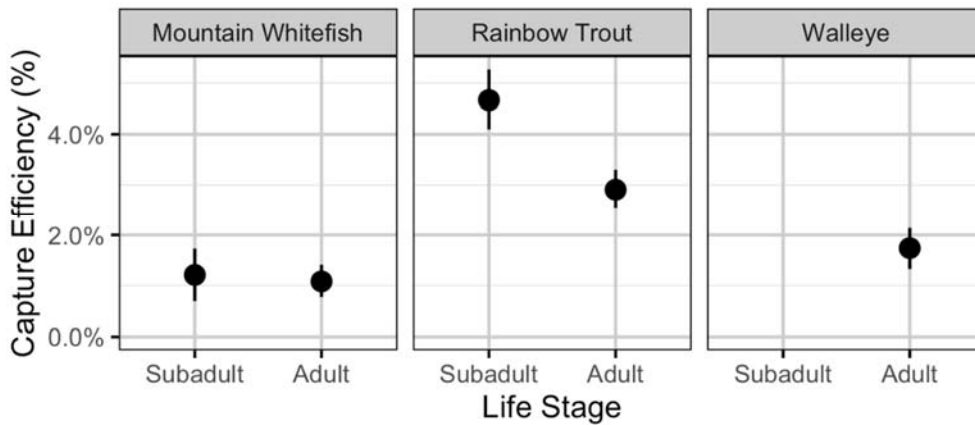 Mountain Whitefish
Rainbow Trout
Walleye
Capture Efficiency (%)
4.0%
2.0%
0.0%
Subadult Adult
Subadult Adult
Subadult Adult
Life Stage